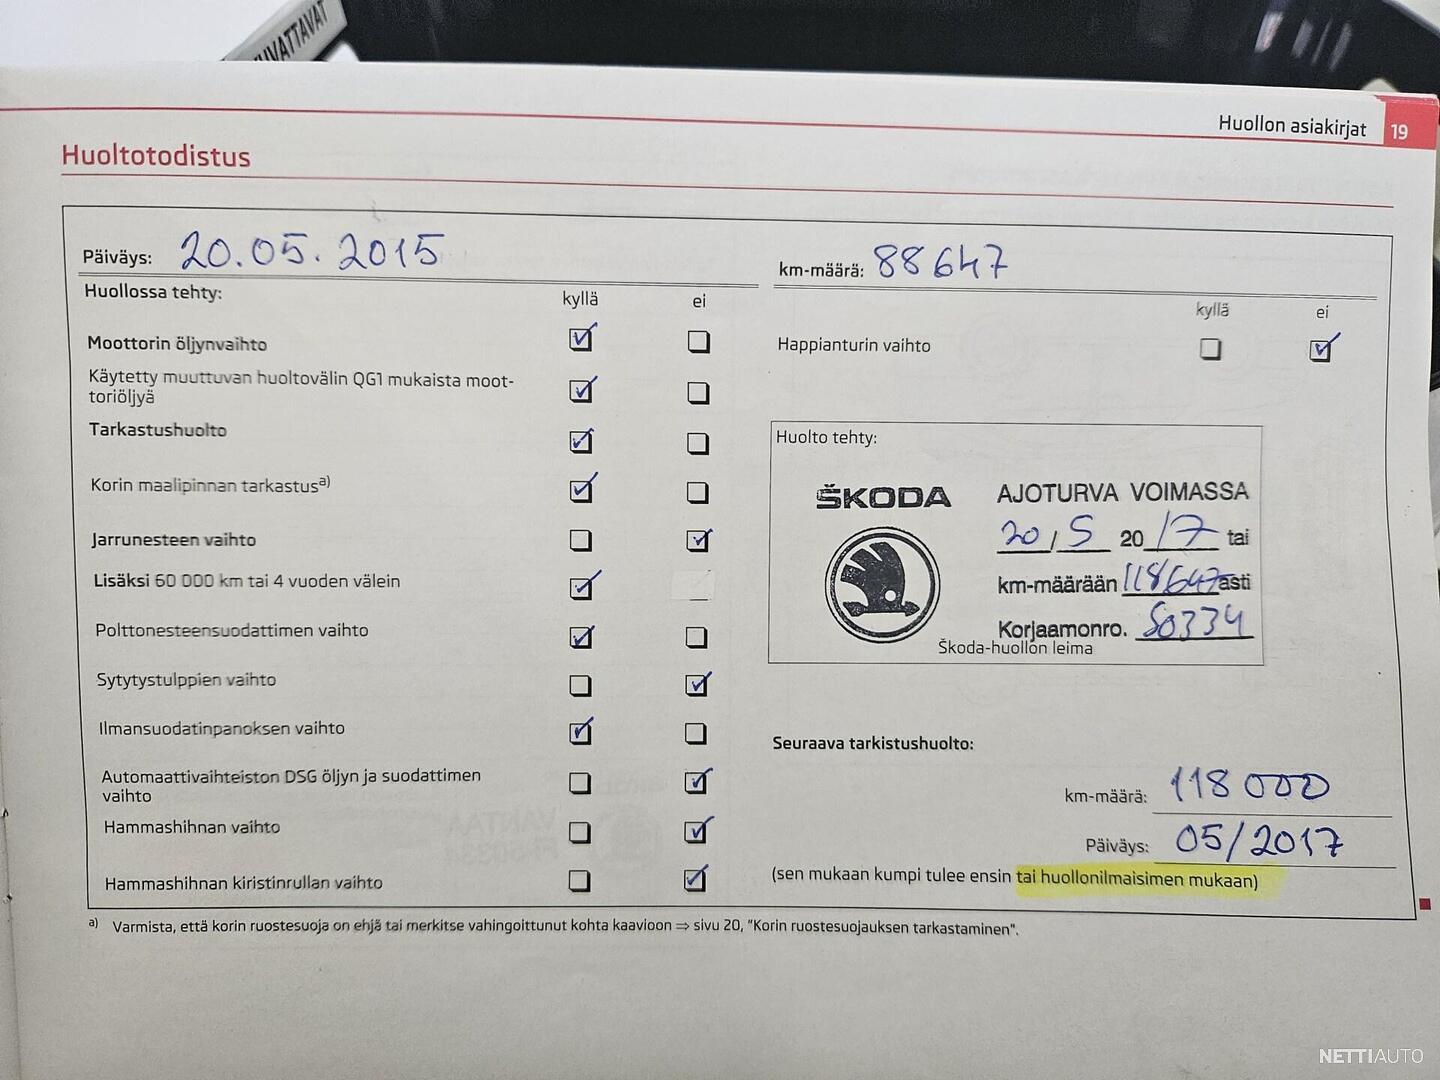 UVATTAVAT
Huollon asiakirjat 19
Huoltotodistus
Päiväys: 20.05.2015
km-määrä: 88647
Huollossa tehty: kyllä ei
kyllä ei
Moottorin öljynvaihto
Happianturin vaihto
Käytetty muuttuvan huoltovälin QG1 mukaista moot-
toriöljyä
Tarkastushuolto
Korin maalipinnan tarkastus a)
Jarrunesteen vaihto
Lisäksi 60 000 km tai 4 vuoden välein
Polttonesteensuodattimen vaihto
Sytytystulppien vaihto
Ilmansuodatinpanoksen vaihto
Automaattivaihteiston DSG öljyn ja suodattimen
vaihto
Hammashihnan vaihto
Hammashihnan kiristinrullan vaihto
Huolto tehty:
ŠKODA
AJOTURVA VOIMASSA
20/5 2017 tai
km-määrään 118647 asti
Korjaamonro. 50334
Škoda-huollon leima
Seuraava tarkistushuolto:
km-määrä: 118 000
Päiväys: 05/2017
(sen mukaan kumpi tulee ensin tai huollonilmaisimen mukaan)
a) Varmista, että korin ruostesuoja on ehjä tai merkitse vahingoittunut kohta kaavioon ⇒ sivu 20, "Korin ruostesuojauksen tarkastaminen".
NETTIAUTO